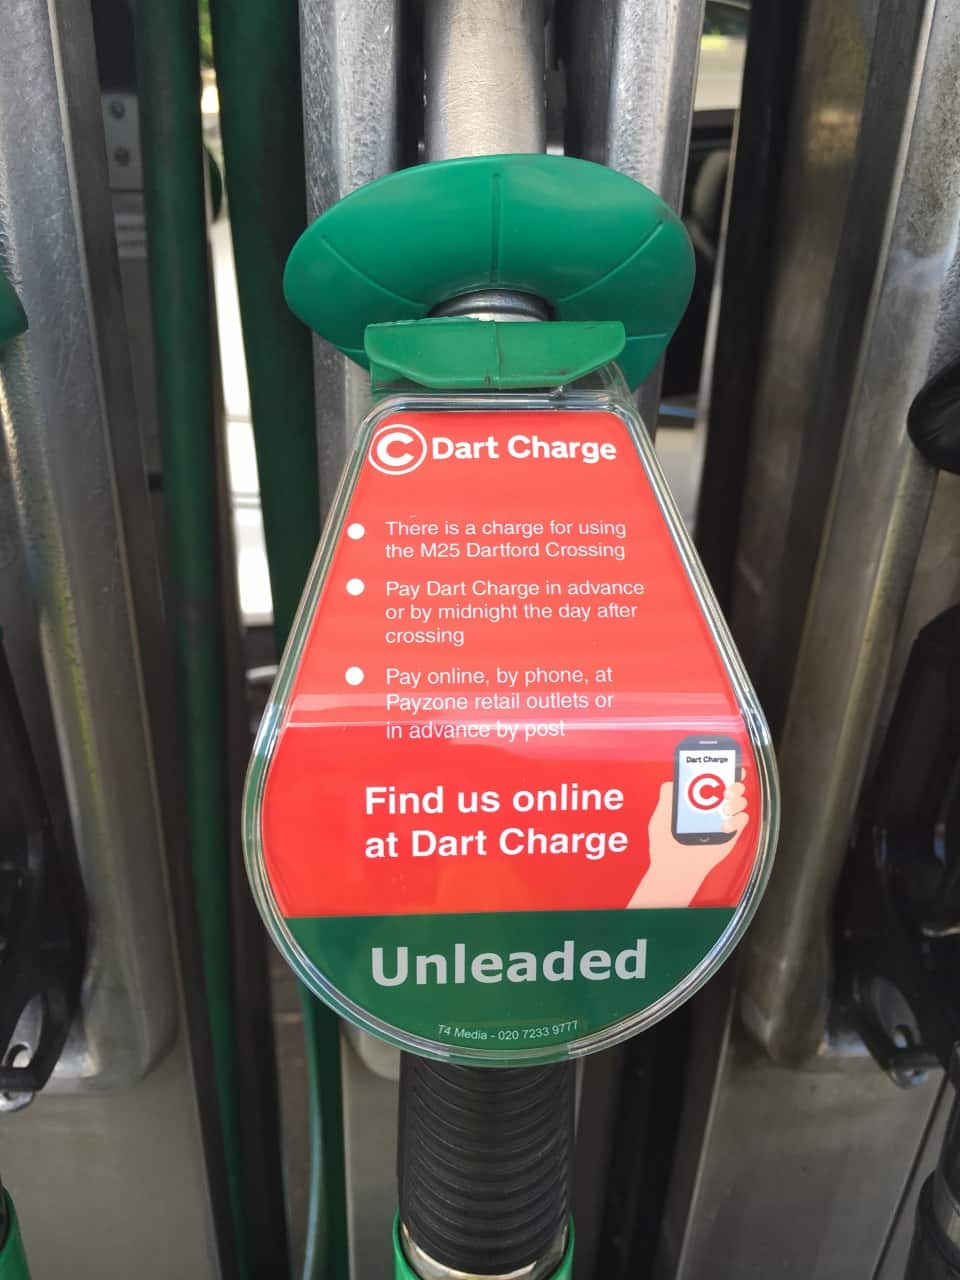 C Dart Charge
There is a charge for using
the M25 Dartford Crossing
Pay Dart Charge in advance
or by midnight the day after
crossing
Pay online, by phone, at
Payzone retail outlets or
in advance by post
Dart Charge
C
Find us online
at Dart Charge
Unleaded
T4 Media - 020 7233 9777